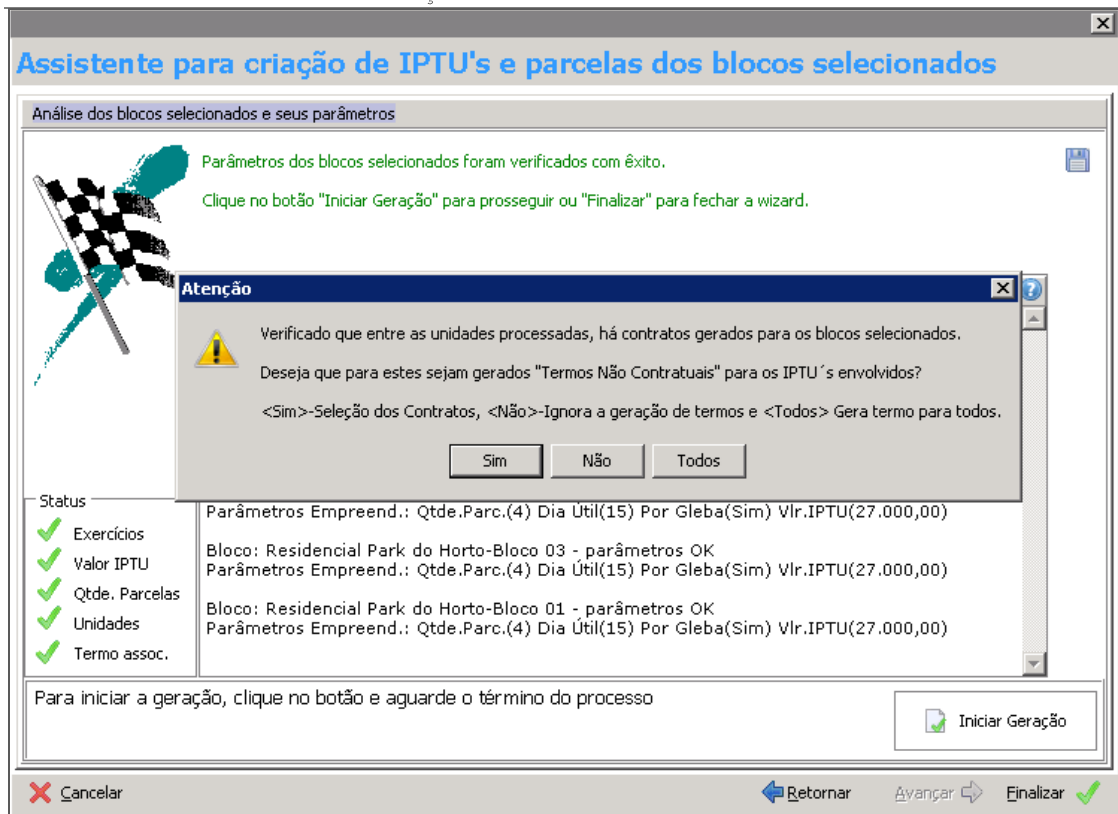 Assistente para criação de IPTU's e parcelas dos blocos selecionados
Análise dos blocos selecionados e seus parâmetros
Parâmetros dos blocos selecionados foram verificados com êxito.
Clique no botão "Iniciar Geração" para prosseguir ou "Finalizar" para fechar a wizard.
Atenção
Verificado que entre as unidades processadas, há contratos gerados para os blocos selecionados.
Deseja que para estes sejam gerados "Termos Não Contratuais" para os IPTU´s envolvidos?
<Sim>-Seleção dos Contratos, <Não>-Ignora a geração de termos e <Todos> Gera termo para todos.
Sim
Não
Todos
Status
Exercícios
Valor IPTU
Qtde. Parcelas
Unidades
Termo assoc.
Parâmetros Empreend.: Qtde.Parc.(4) Dia Útil(15) Por Gleba(Sim) Vlr.IPTU(27.000,00)
Bloco: Residencial Park do Horto-Bloco 03 - parâmetros OK
Parâmetros Empreend.: Qtde.Parc.(4) Dia Útil(15) Por Gleba(Sim) Vlr.IPTU(27.000,00)
Bloco: Residencial Park do Horto-Bloco 01 - parâmetros OK
Parâmetros Empreend.: Qtde.Parc.(4) Dia Útil(15) Por Gleba(Sim) Vlr.IPTU(27.000,00)
Para iniciar a geração, clique no botão e aguarde o término do processo
Iniciar Geração
Cancelar
Retornar
Avançar
Finalizar